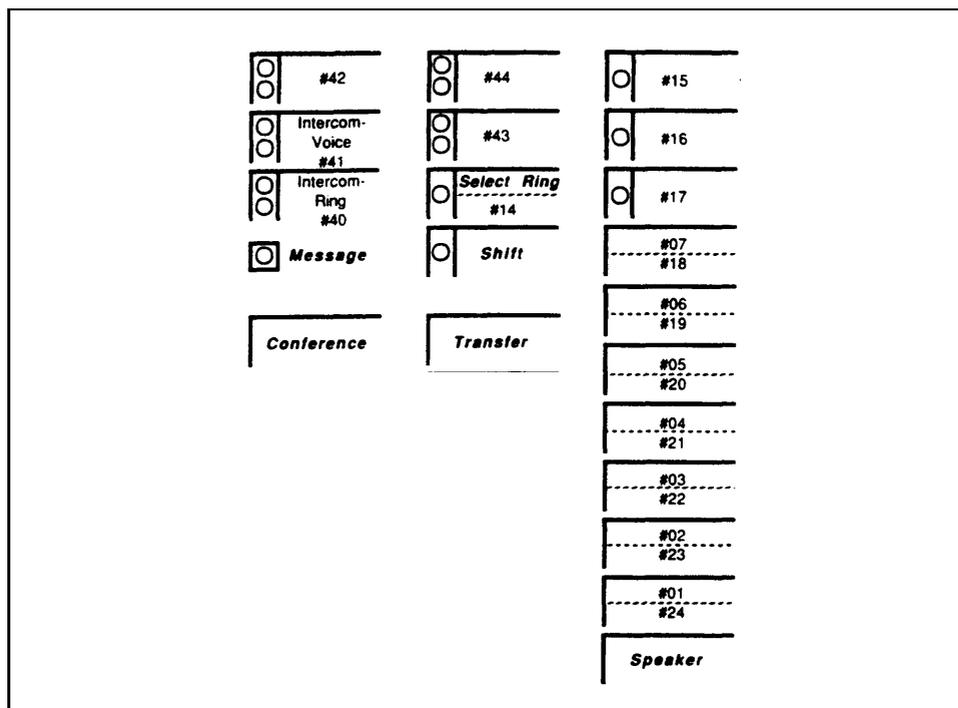 #42
Intercom-
Voice
#41
Intercom-
Ring
#40
Message
Conference
#44
#43
Select Ring
#14
Shift
Transfer
#15
#16
#17
#07
#18
#06
#19
#05
#20
#04
#21
#03
#22
#02
#23
#01
#24
Speaker